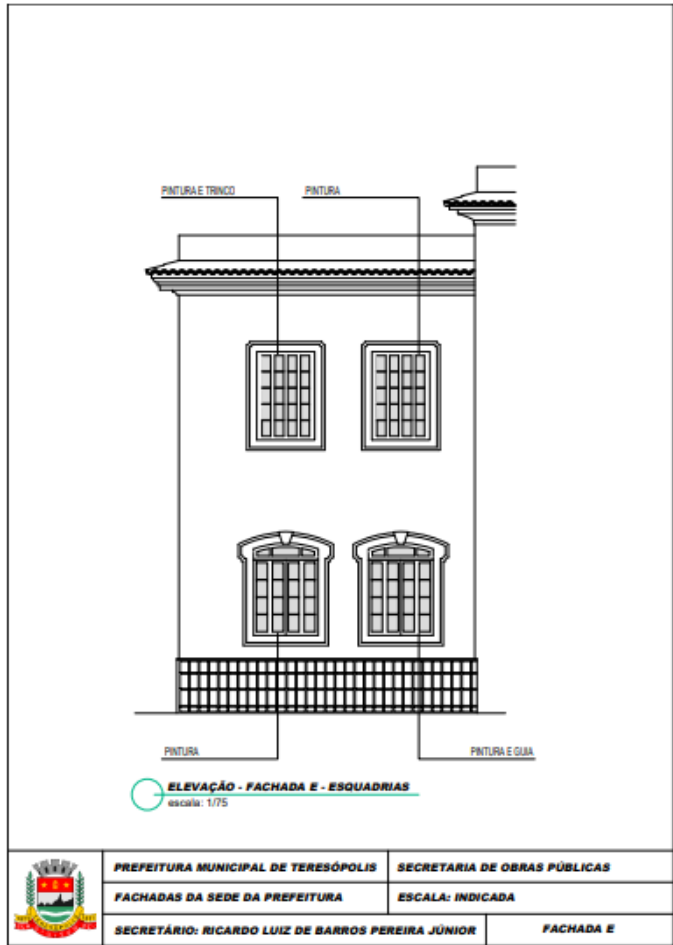 PINTURA E TRINCO
PINTURA
PINTURA
PINTURA E GUIA
ELEVAÇÃO - FACHADA E - ESQUADRIAS
escala: 1/75
PREFEITURA MUNICIPAL DE TERESÓPOLIS
SECRETARIA DE OBRAS PÚBLICAS
FACHADAS DA SEDE DA PREFEITURA
ESCALA: INDICADA
SECRETÁRIO: RICARDO LUIZ DE BARROS PEREIRA JÚNIOR
FACHADA E